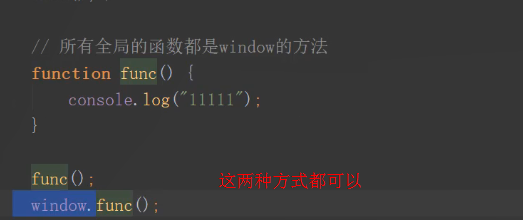 // 所有全局的函数都是window的方法
function func() {
console.log("11111");
}
func(); 这两种方式都可以
window.func();